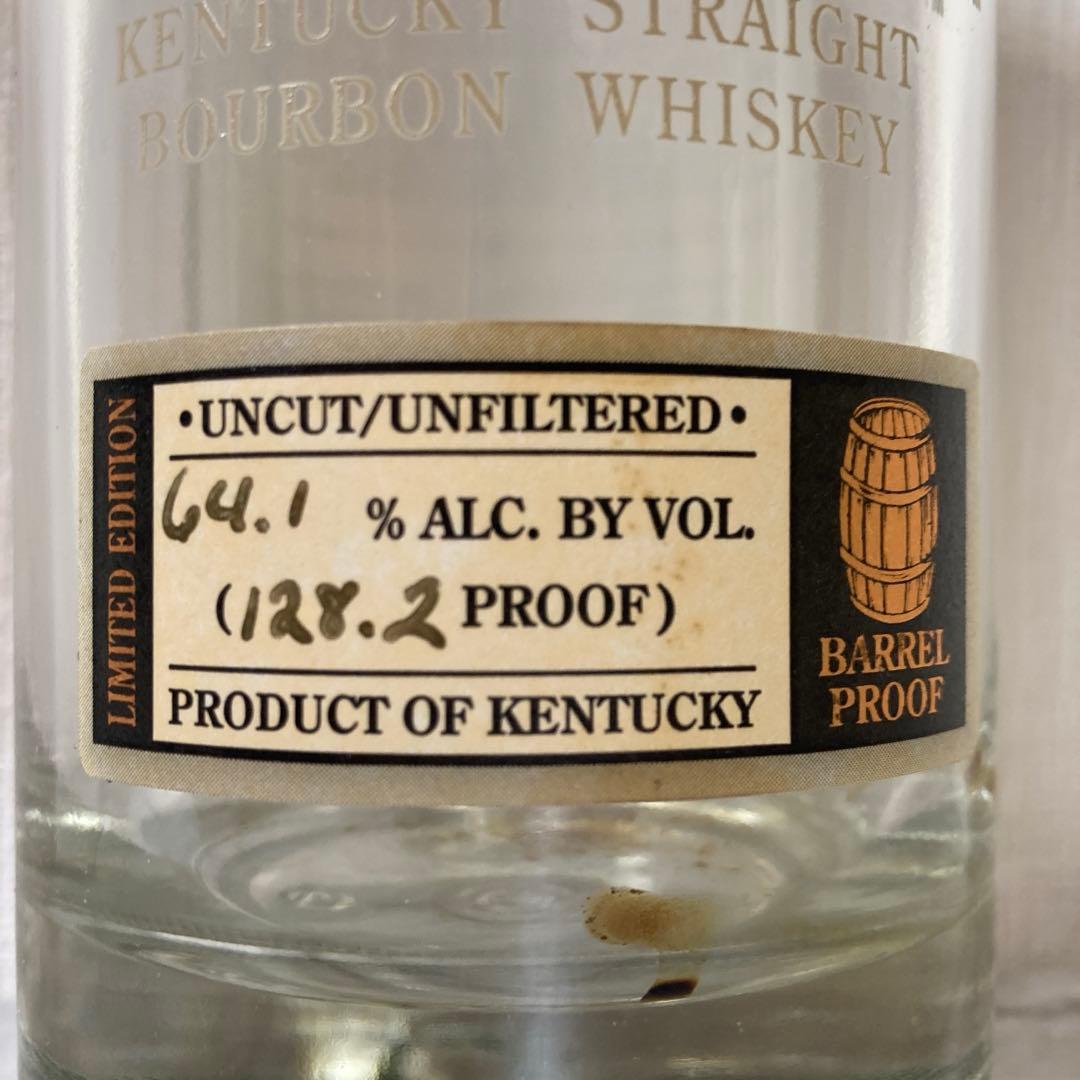 KENTUCKY STRAIGHT
BOURBON WHISKEY
LIMITED EDITION
•UNCUT/UNFILTERED•
64.1 % ALC. BY VOL.
(128.2 PROOF)
PRODUCT OF KENTUCKY
BARREL
PROOF